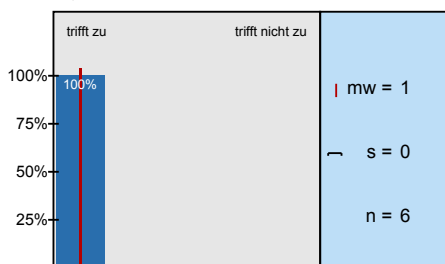 trifft zu trifft nicht zu
100%
100%
75%
50%
25%
mw = 1
s = 0
n = 6